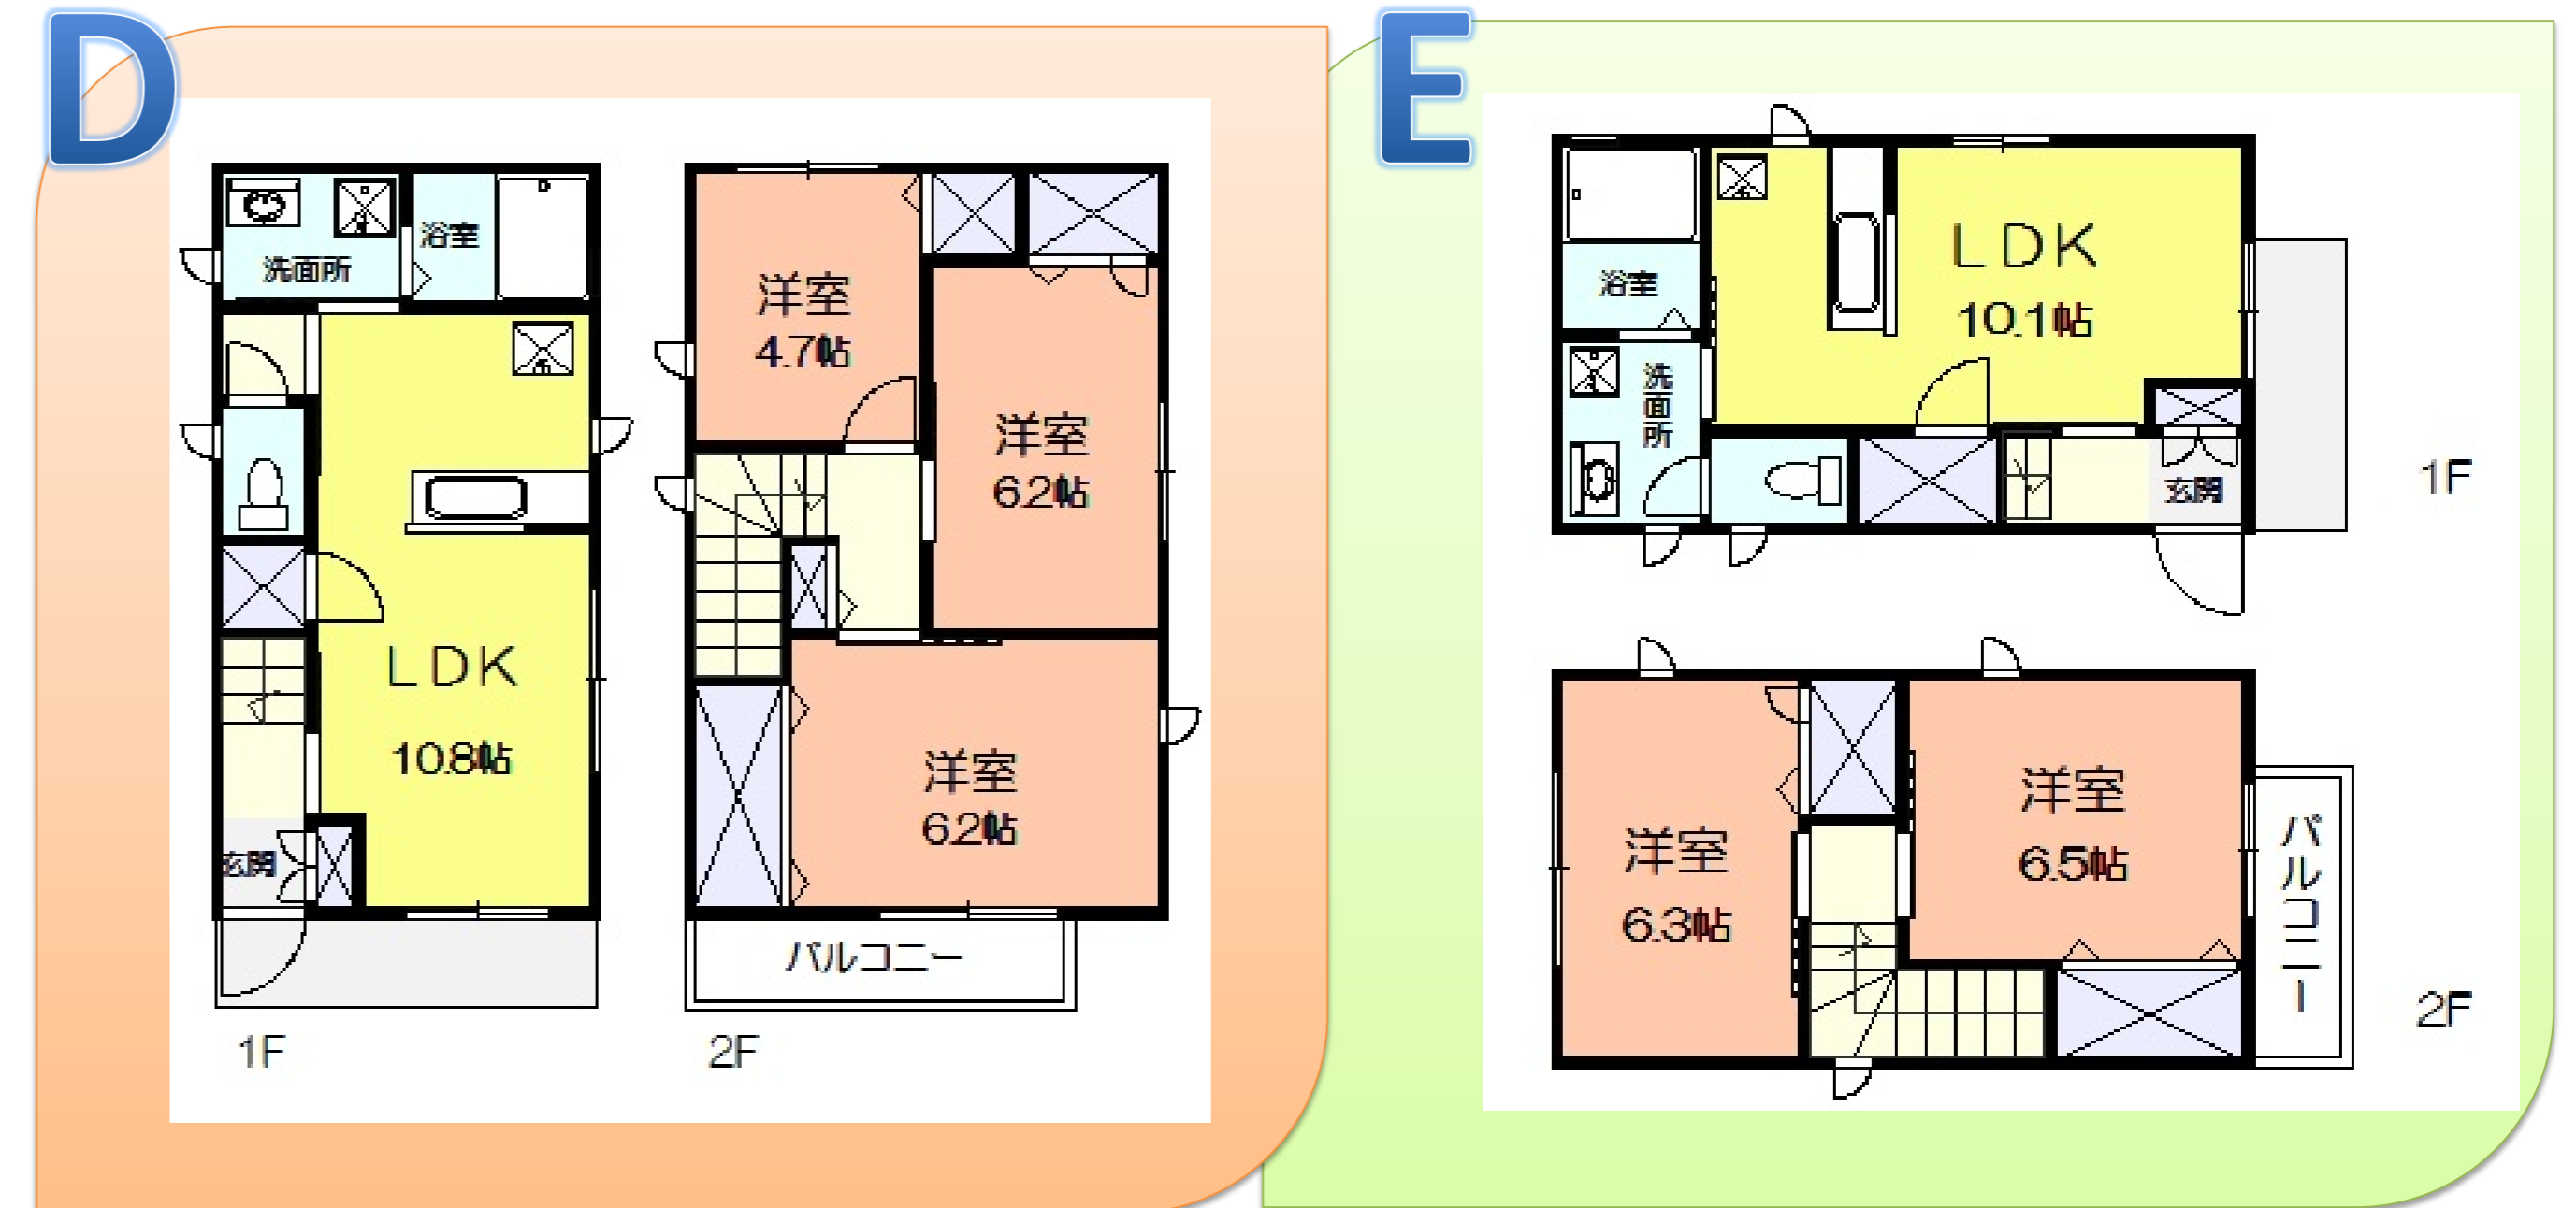 D
洗面所
浴室
LDK
10.8帖
玄関
1F
洋室
4.7帖
洋室
6.2帖
洋室
6.2帖
バルコニー
2F
E
浴室
洗面所
LDK
10.1帖
玄関
1F
洋室
6.3帖
洋室
6.5帖
バルコニー
2F